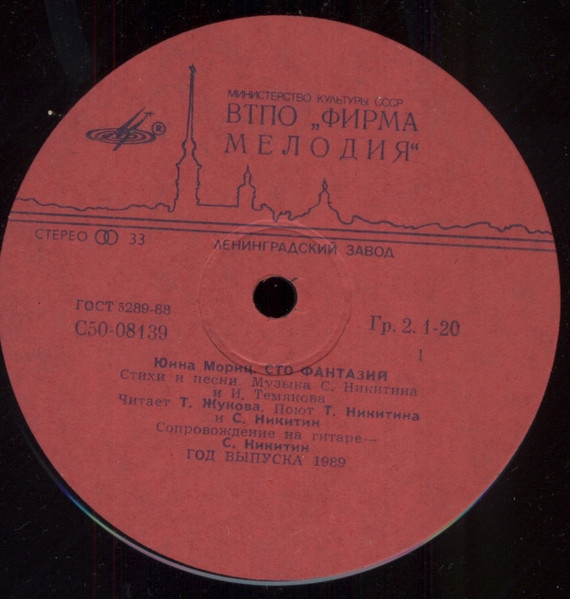 МИНИСТЕРСТВО КУЛЬТУРЫ СССР
ВТПО „ФИРМА
МЕЛОДИЯ“
®
СТЕРЕО 33
ЛЕНИНГРАДСКИЙ ЗАВОД
ГОСТ 5289-88
С50-08139
Гр. 2. 1-20
1
Юнна Мориц. СТО ФАНТАЗИЙ
Стихи и песни. Музыка С. Никитина
и И. Темякова
Читает Т. Жукова. Поют Т. Никитина
и С. Никитин
Сопровождение на гитаре—
С. Никитин
ГОД ВЫПУСКА 1989